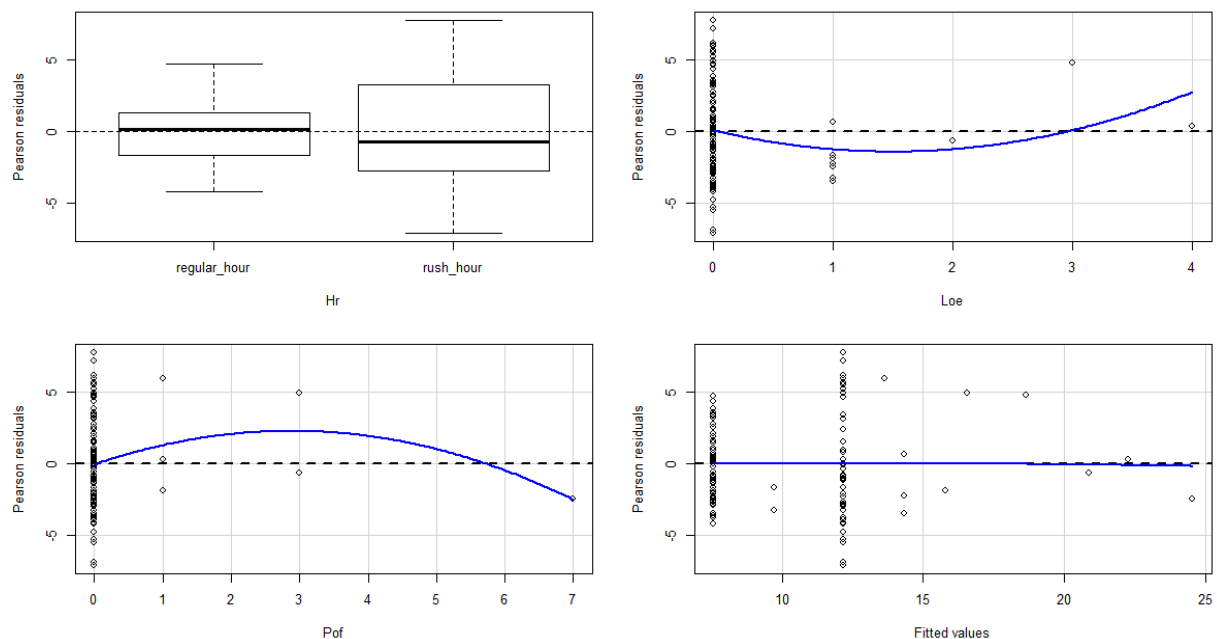 Pearson residuals
5
0
-5
regular_hour rush_hour
Hr
Pearson residuals
5
0
-5
0 1 2 3 4
Loe
Pearson residuals
5
0
-5
0 1 2 3 4 5 6 7
Pof
Pearson residuals
5
0
-5
10 15 20 25
Fitted values